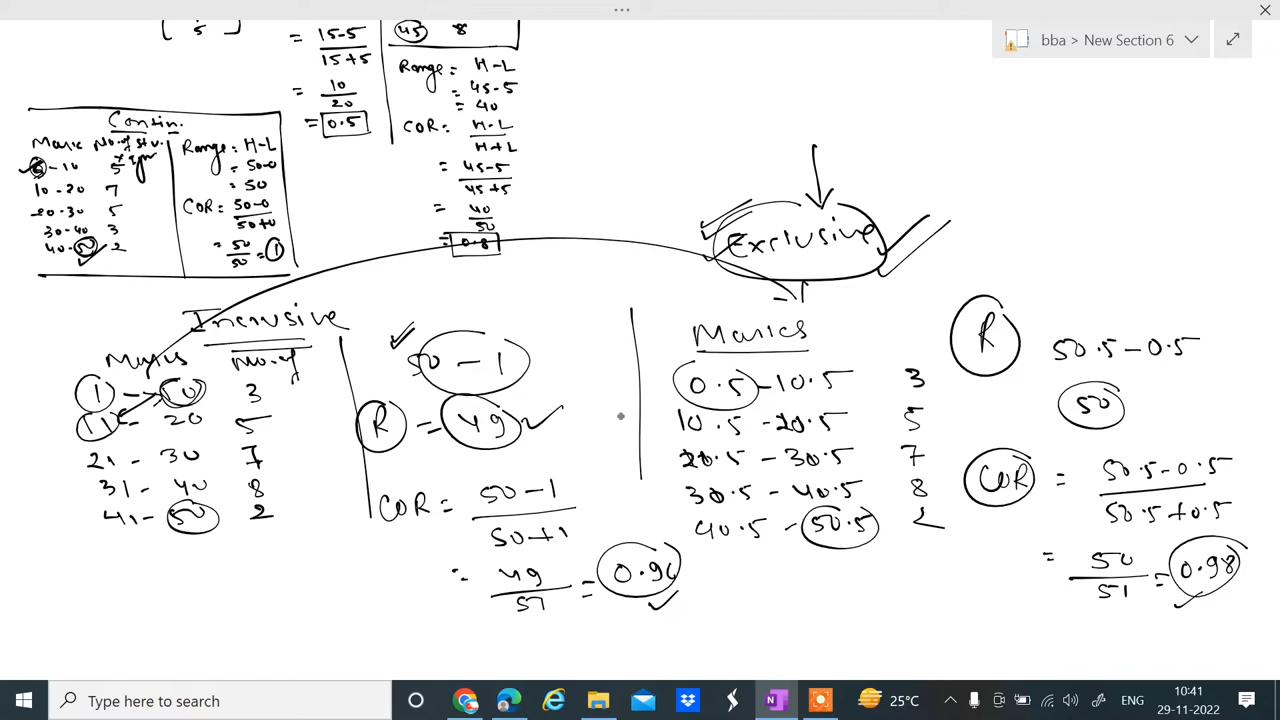 bba > New Section 6
5
= 15-5
15+5
= 10
20
= 0.5
45 8
Range = H-L
= 45-5
= 40
COR = H-L
H+L
= 45-5
45+5
= 40
50
= 0.8
Contin.
Marks No. of Stu.
0-10 5
10-20 7
20-30 5
30-40 3
40-50 2
Range = H-L
= 50-0
= 50
COR = 50-0
50+0
= 50
50 = 1
Exclusive
Inclusive
Marks No. of
1 - 10 3
11 - 20 5
21 - 30 7
31 - 40 8
41 - 50 2
50 - 1
R = 49
COR = 50-1
50+1
= 49
51 = 0.96
Marks
0.5-10.5 3
10.5-20.5 5
20.5-30.5 7
30.5-40.5 8
40.5-50.5 2
R 50.5-0.5
50
COR = 50.5-0.5
50.5+0.5
= 50
51 = 0.98
Type here to search
25°C
ENG
10:41
29-11-2022